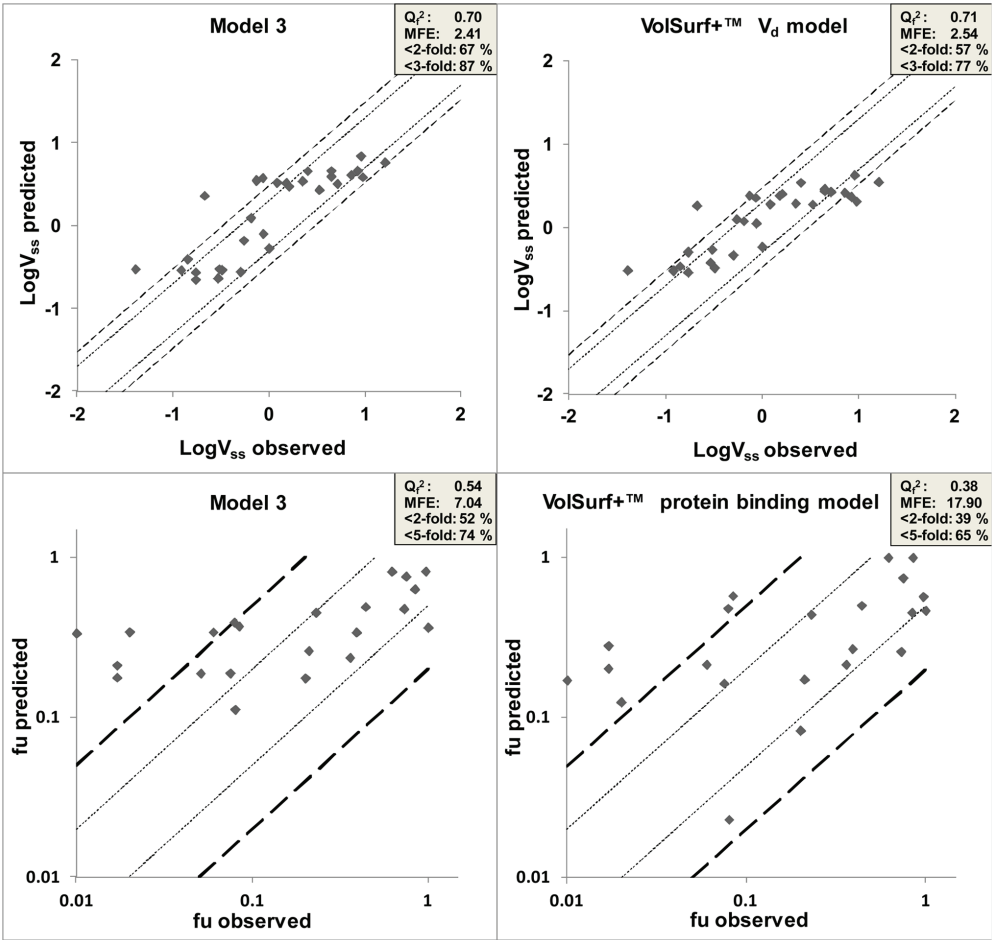 Model 3
Qf²: 0.70
MFE: 2.41
<2-fold: 67 %
<3-fold: 87 %
2
1
0
-1
-2
-2 -1 0 1 2
LogVss predicted
LogVss observed
VolSurf+™ Vd model
Qf²: 0.71
MFE: 2.54
<2-fold: 57 %
<3-fold: 77 %
2
1
0
-1
-2
-2 -1 0 1 2
LogVss predicted
LogVss observed
Model 3
Qf²: 0.54
MFE: 7.04
<2-fold: 52 %
<5-fold: 74 %
1
0.1
0.01
0.01 0.1 1
fu predicted
fu observed
VolSurf+™ protein binding model
Qf²: 0.38
MFE: 17.90
<2-fold: 39 %
<5-fold: 65 %
1
0.1
0.01
0.01 0.1 1
fu predicted
fu observed